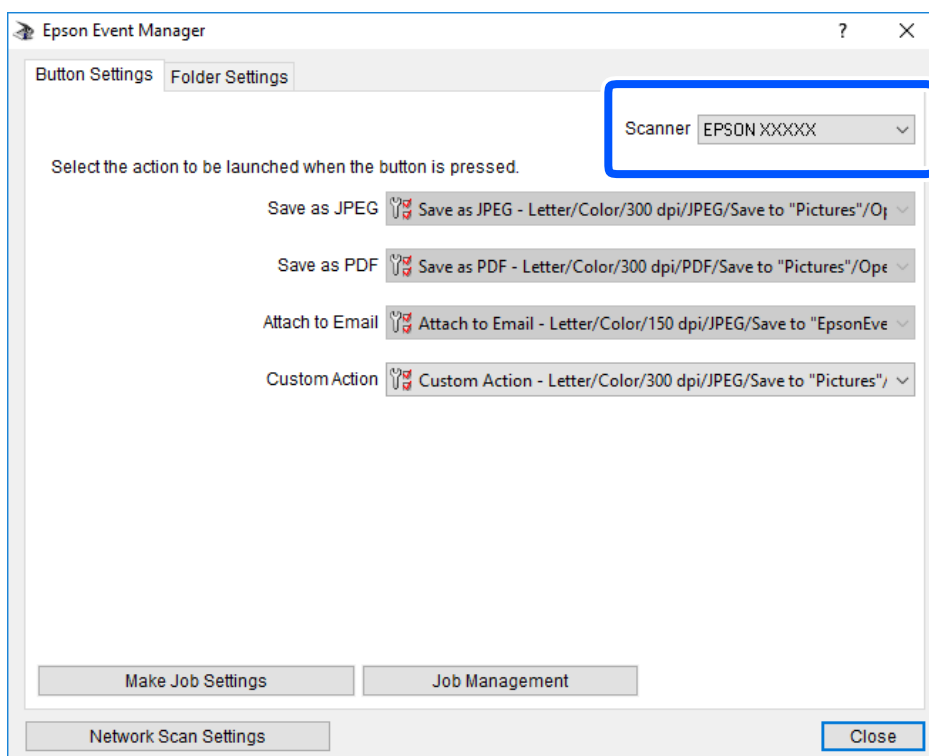 Epson Event Manager
Button Settings Folder Settings
Scanner EPSON XXXXX
Select the action to be launched when the button is pressed.
Save as JPEG Save as JPEG - Letter/Color/300 dpi/JPEG/Save to "Pictures"/Op
Save as PDF Save as PDF - Letter/Color/300 dpi/PDF/Save to "Pictures"/Ope
Attach to Email Attach to Email - Letter/Color/150 dpi/JPEG/Save to "EpsonEve
Custom Action Custom Action - Letter/Color/300 dpi/JPEG/Save to "Pictures"/
Make Job Settings Job Management
Network Scan Settings Close